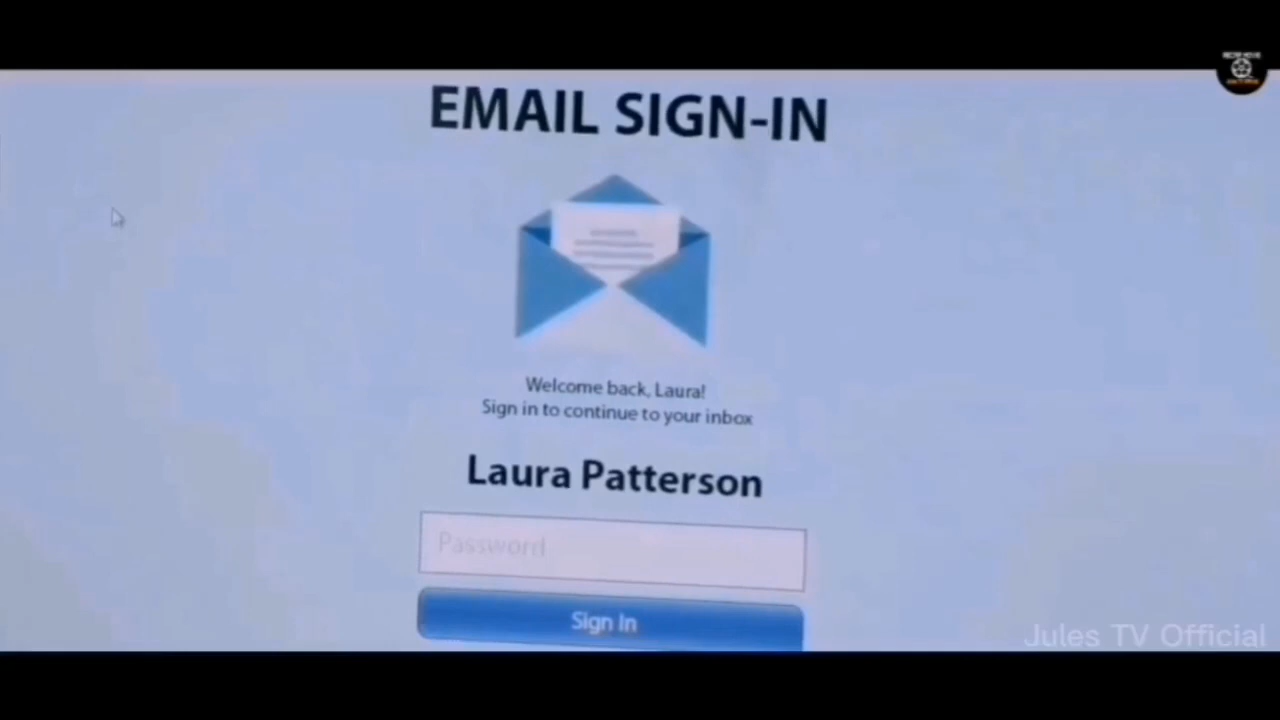 EMAIL SIGN-IN
Welcome back, Laura!
Sign in to continue to your inbox
Laura Patterson
Password
Sign In
Jules TV Official